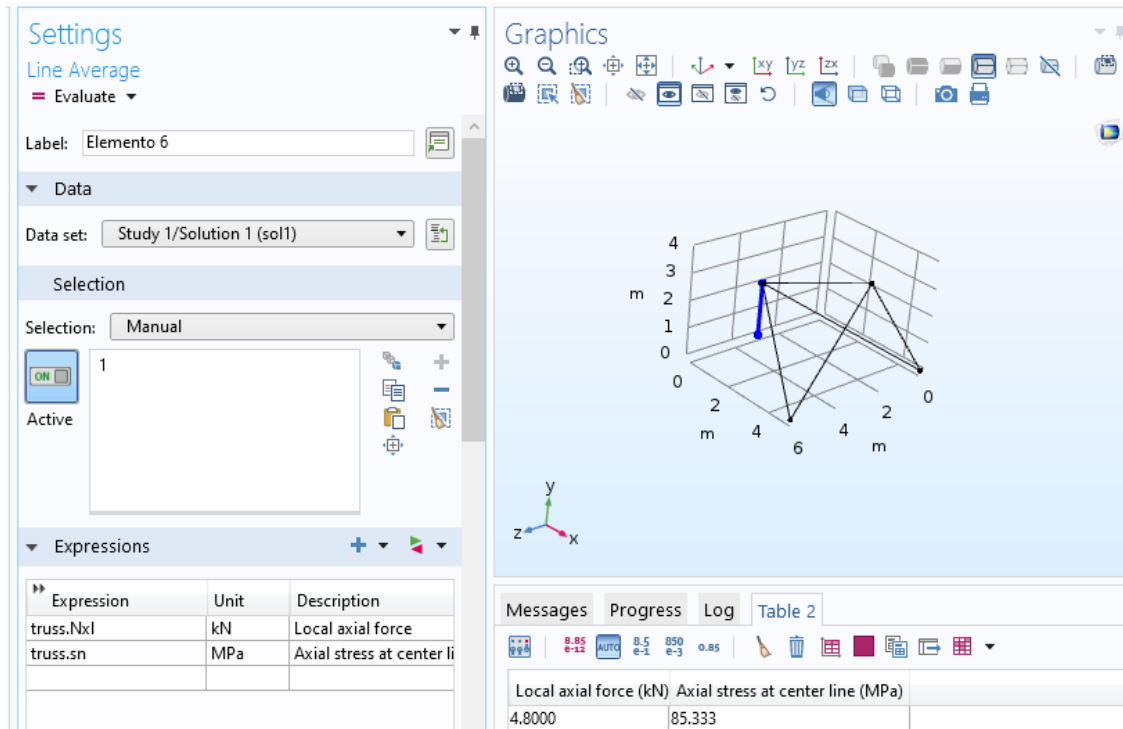 Settings
Line Average
= Evaluate
Label: Elemento 6
Data
Data set: Study 1/Solution 1 (sol1)
Selection
Selection: Manual
ON
1
Active
Expressions
Expression Unit Description
truss.Nxl kN Local axial force
truss.sn MPa Axial stress at center li
Graphics
xy yz zx
4
3
m 2
1
0
0
2
m 4
6
4
m
2
0
y
z x
Messages Progress Log Table 2
8.85 e-12 AUTO 8.5 e-1 850 e-3 0.85
Local axial force (kN) Axial stress at center line (MPa)
4.8000 85.333